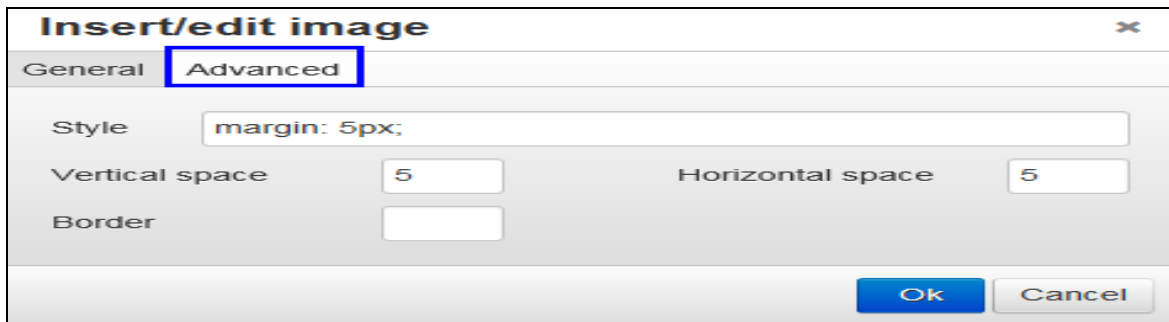 Insert/edit image ×
General Advanced
Style margin: 5px;
Vertical space 5 Horizontal space 5
Border
Ok Cancel